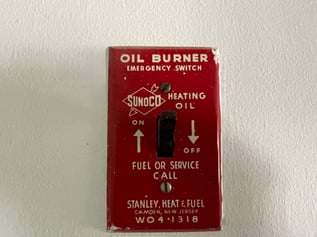 OIL BURNER
EMERGENCY SWITCH
SUNOCO HEATING
OIL
ON
OFF
FUEL OR SERVICE
CALL
STANLEY, HEAT & FUEL
CAMDEN, NEW JERSEY
WO4-1318